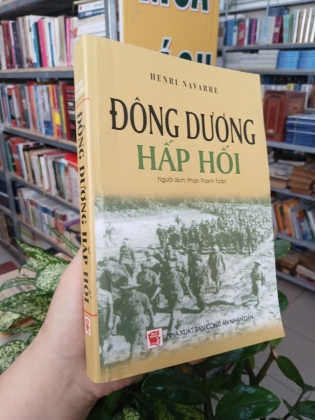 HENRI NAVARRE
ĐÔNG DƯƠNG
HẤP HỐI
Người dịch: Phan Thanh Toàn
NHÀ XUẤT BẢN CÔNG AN NHÂN DÂN
ĐÔNG DƯƠNG HẤP HỐI